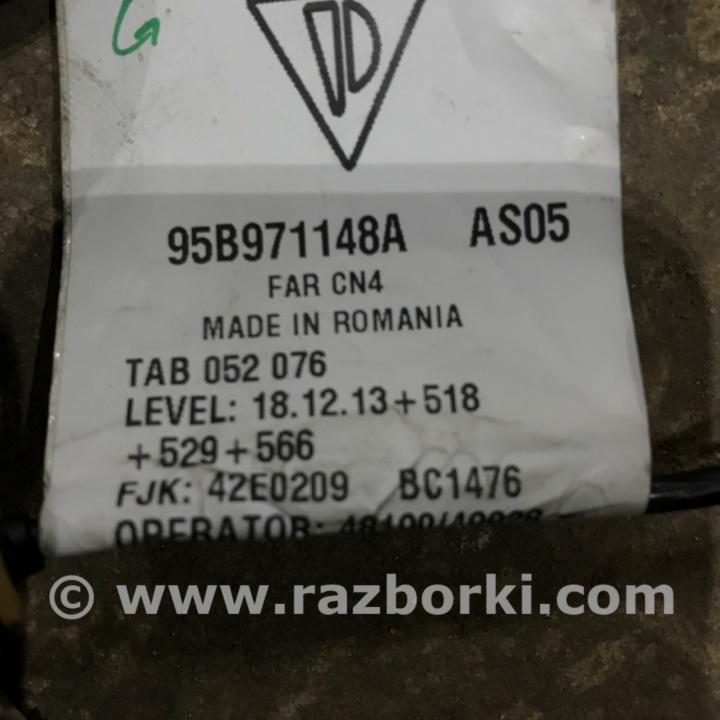 G
95B971148A AS05
FAR CN4
MADE IN ROMANIA
TAB 052 076
LEVEL: 18.12.13+518
+529+566
FJK: 42E0209 BC1476
OPERATOR:
© www.razborki.com